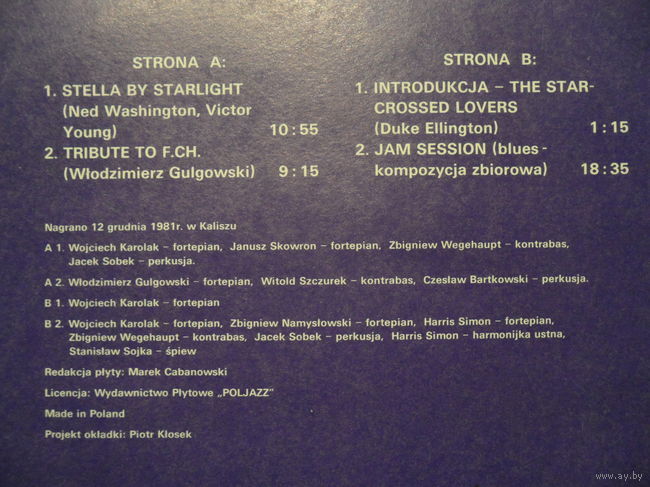 STRONA A:
1. STELLA BY STARLIGHT
(Ned Washington, Victor
Young) 10:55
2. TRIBUTE TO F.CH.
(Włodzimierz Gulgowski) 9:15
STRONA B:
1. INTRODUKCJA – THE STAR-
CROSSED LOVERS
(Duke Ellington) 1:15
2. JAM SESSION (blues -
kompozycja zbiorowa) 18:35
Nagrano 12 grudnia 1981r. w Kaliszu
A 1. Wojciech Karolak – fortepian, Janusz Skowron – fortepian, Zbigniew Wegehaupt – kontrabas,
Jacek Sobek – perkusja.
A 2. Włodzimierz Gulgowski – fortepian, Witold Szczurek – kontrabas, Czesław Bartkowski – perkusja.
B 1. Wojciech Karolak – fortepian
B 2. Wojciech Karolak – fortepian, Zbigniew Namysłowski – fortepian, Harris Simon – fortepian,
Zbigniew Wegehaupt – kontrabas, Jacek Sobek – perkusja, Harris Simon – harmonijka ustna,
Stanisław Sojka – śpiew
Redakcja płyty: Marek Cabanowski
Licencja: Wydawnictwo Płytowe „POLJAZZ”
Made in Poland
Projekt okładki: Piotr Kłosek
www.ay.by